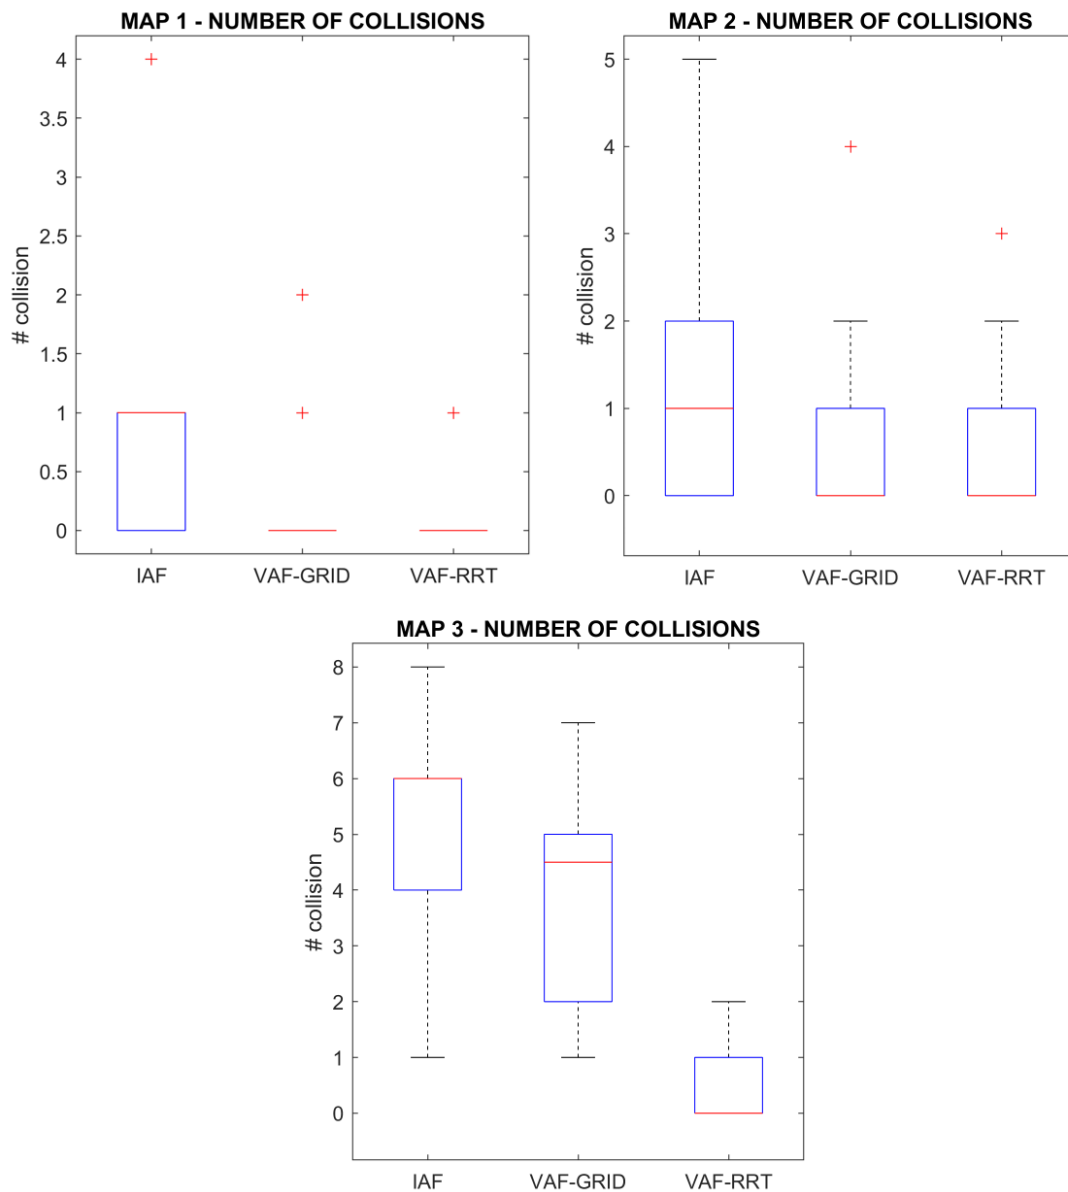 MAP 1 - NUMBER OF COLLISIONS
4
3.5
3
2.5
2
1.5
1
0.5
0
# collision
IAF VAF-GRID VAF-RRT
MAP 2 - NUMBER OF COLLISIONS
5
4
3
2
1
0
# collision
IAF VAF-GRID VAF-RRT
MAP 3 - NUMBER OF COLLISIONS
8
7
6
5
4
3
2
1
0
# collision
IAF VAF-GRID VAF-RRT